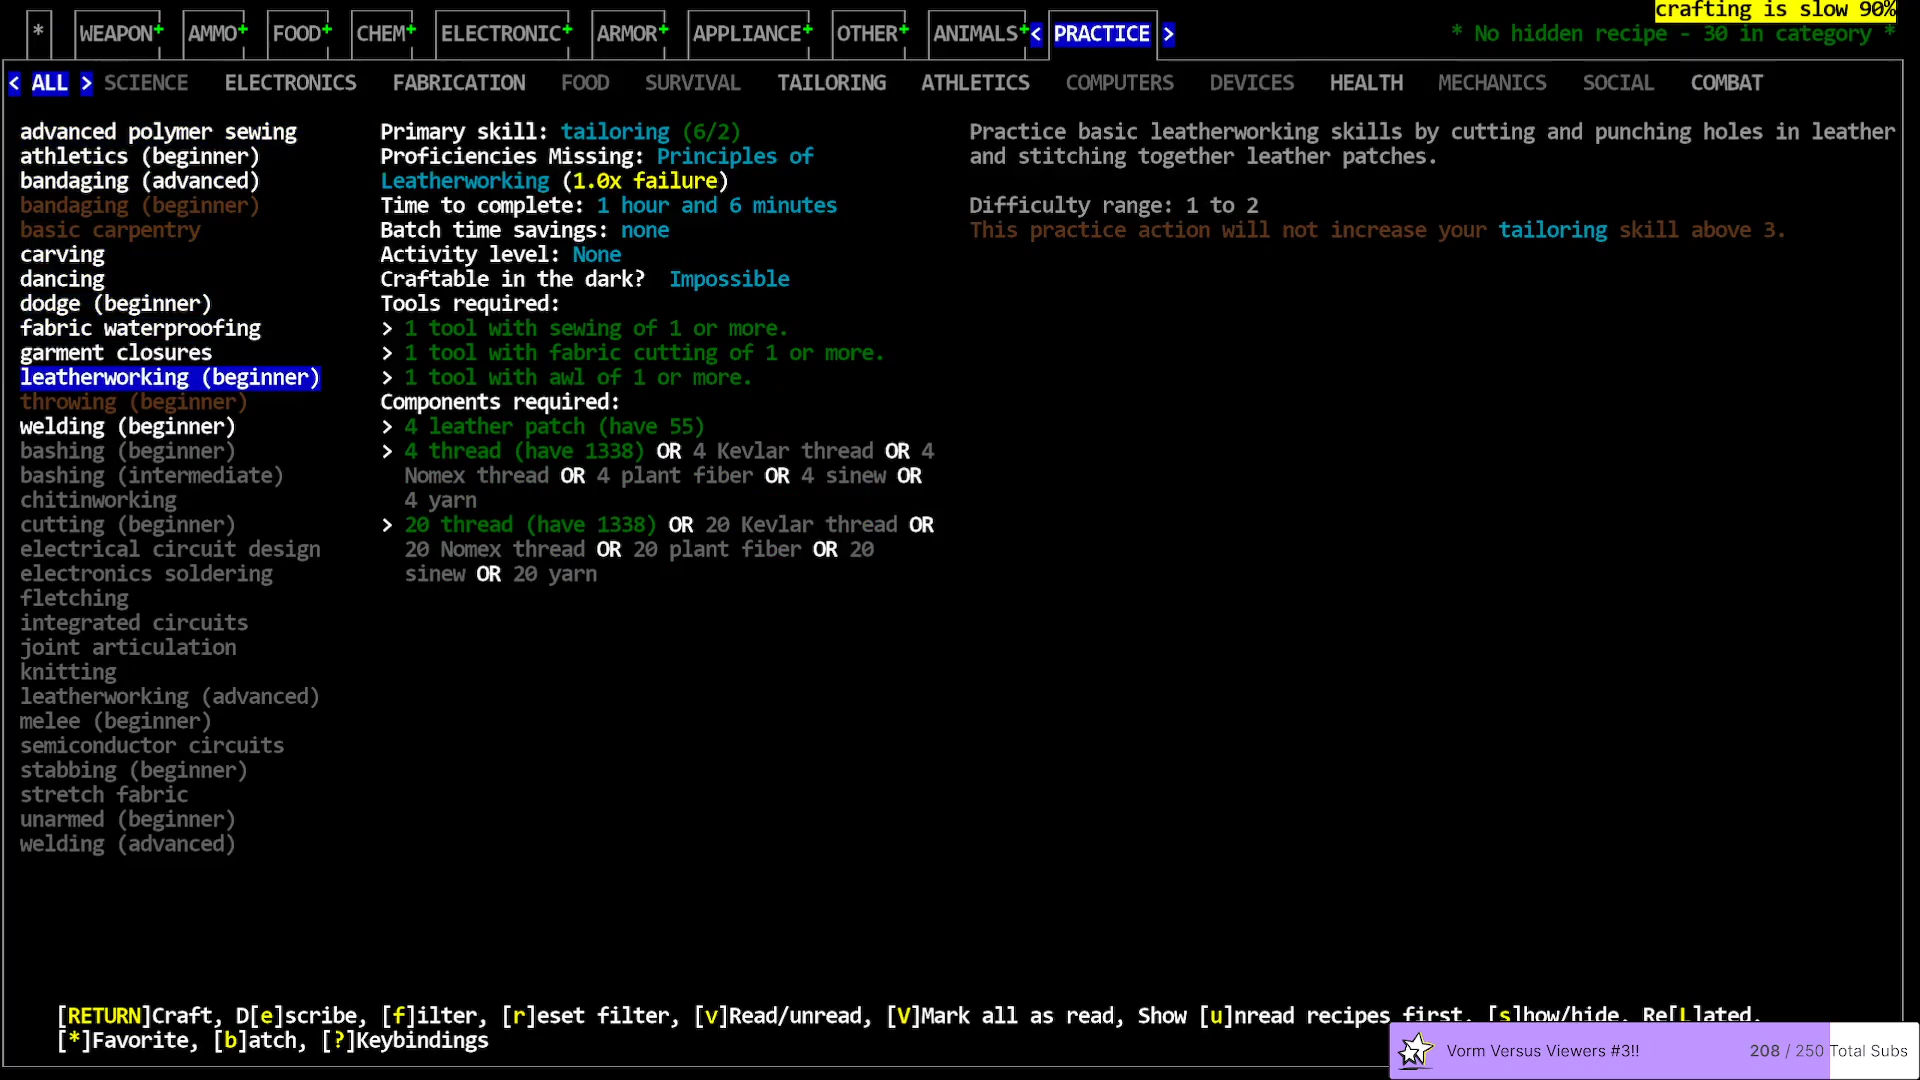 crafting is slow 90%
* WEAPON+ AMMO+ FOOD+ CHEM+ ELECTRONIC+ ARMOR+ APPLIANCE+ OTHER+ ANIMALS+< PRACTICE > * No hidden recipe - 30 in category *
< ALL > SCIENCE ELECTRONICS FABRICATION FOOD SURVIVAL TAILORING ATHLETICS COMPUTERS DEVICES HEALTH MECHANICS SOCIAL COMBAT
advanced polymer sewing
athletics (beginner)
bandaging (advanced)
bandaging (beginner)
basic carpentry
carving
dancing
dodge (beginner)
fabric waterproofing
garment closures
leatherworking (beginner)
throwing (beginner)
welding (beginner)
bashing (beginner)
bashing (intermediate)
chitinworking
cutting (beginner)
electrical circuit design
electronics soldering
fletching
integrated circuits
joint articulation
knitting
leatherworking (advanced)
melee (beginner)
semiconductor circuits
stabbing (beginner)
stretch fabric
unarmed (beginner)
welding (advanced)
Primary skill: tailoring (6/2)
Proficiencies Missing: Principles of
Leatherworking (1.0x failure)
Time to complete: 1 hour and 6 minutes
Batch time savings: none
Activity level: None
Craftable in the dark? Impossible
Tools required:
> 1 tool with sewing of 1 or more.
> 1 tool with fabric cutting of 1 or more.
> 1 tool with awl of 1 or more.
Components required:
> 4 leather patch (have 55)
> 4 thread (have 1338) OR 4 Kevlar thread OR 4
Nomex thread OR 4 plant fiber OR 4 sinew OR
4 yarn
> 20 thread (have 1338) OR 20 Kevlar thread OR
20 Nomex thread OR 20 plant fiber OR 20
sinew OR 20 yarn
Practice basic leatherworking skills by cutting and punching holes in leather
and stitching together leather patches.
Difficulty range: 1 to 2
This practice action will not increase your tailoring skill above 3.
[RETURN]Craft, D[e]scribe, [f]ilter, [r]eset filter, [v]Read/unread, [V]Mark all as read, Show [u]nread recipes first, [s]how/hide, Re[L]ated,
[*]Favorite, [b]atch, [?]Keybindings
Vorm Versus Viewers #3!! 208 / 250 Total Subs